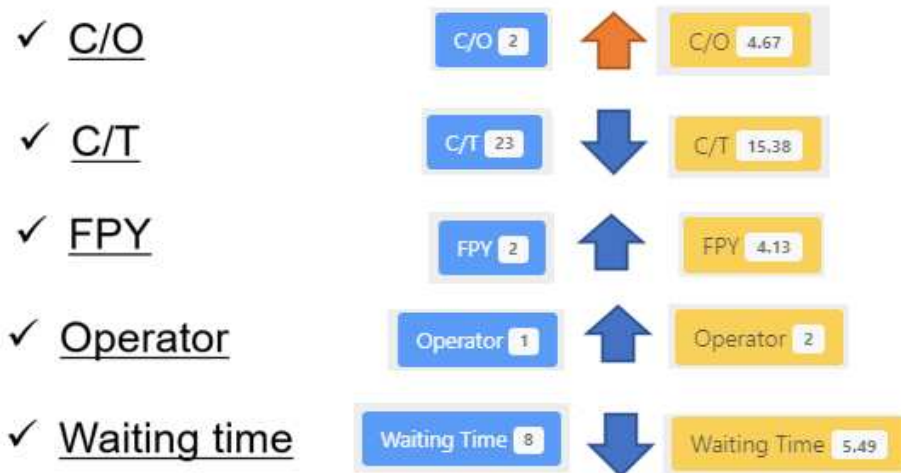 ✓ C/O C/O 2 C/O 4.67
✓ C/T C/T 23 C/T 15.38
✓ FPY FPY 2 FPY 4.13
✓ Operator Operator 1 Operator 2
✓ Waiting time Waiting Time 8 Waiting Time 5.49